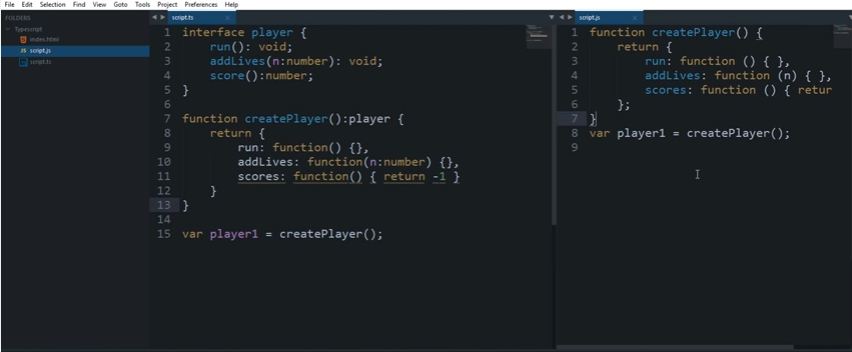 File Edit Selection Find View Goto Tools Project Preferences Help
FOLDERS
Typescript
index.html
JS script.js
script.ts
script.ts
1 interface player {
2 run(): void;
3 addLives(n:number): void;
4 score():number;
5 }
6
7 function createPlayer():player {
8 return {
9 run: function() {},
10 addLives: function(n:number) {},
11 scores: function() { return -1 }
12 }
13 }
14
15 var player1 = createPlayer();
script.js
1 function createPlayer() {
2 return {
3 run: function () { },
4 addLives: function (n) { },
5 scores: function () { retur
6 };
7 }
8 var player1 = createPlayer();
9